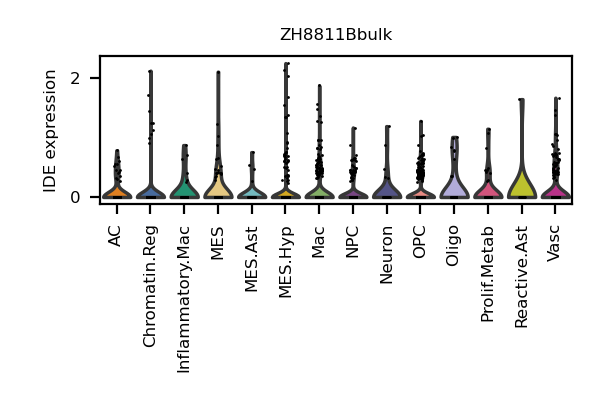 ZH8811Bbulk
IDE expression
2
0
AC
Chromatin.Reg
Inflammatory.Mac
MES
MES.Ast
MES.Hyp
Mac
NPC
Neuron
OPC
Oligo
Prolif.Metab
Reactive.Ast
Vasc